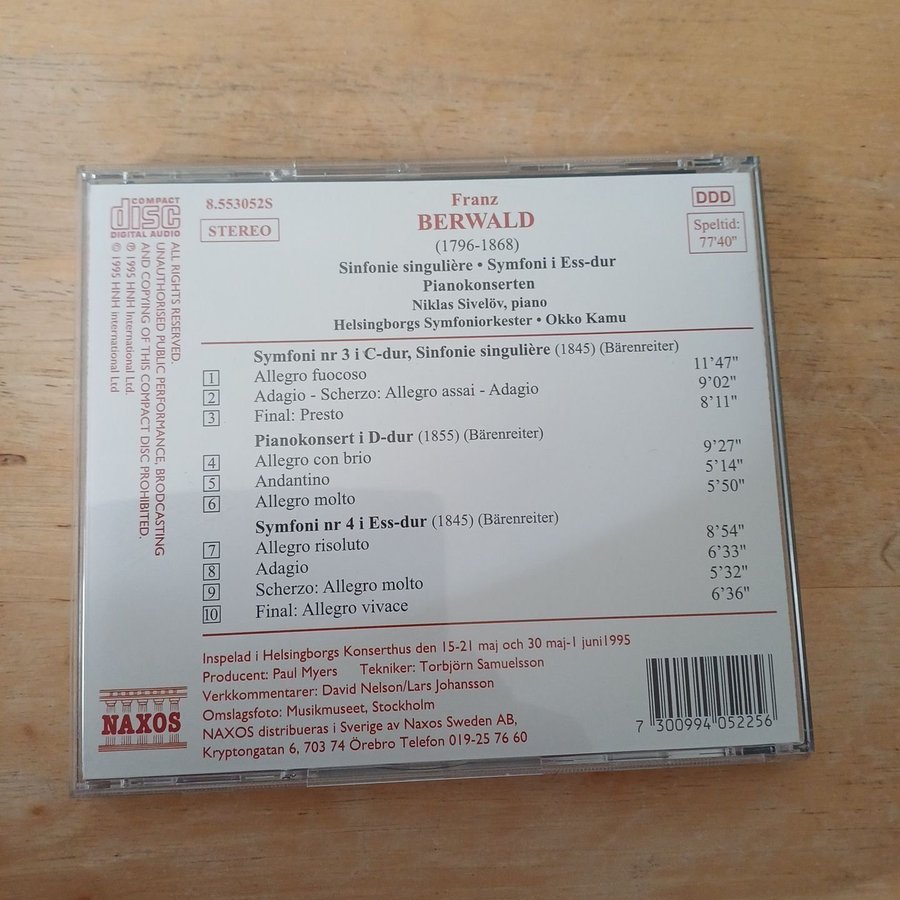 COMPACT
disc
DIGITAL AUDIO
ALL RIGHTS RESERVED.
UNAUTHORISED PUBLIC PERFORMANCE, BRODCASTING
AND COPYING OF THIS COMPACT DISC PROHIBITED.
℗ 1995 HNH International Ltd.
© 1995 HNH International Ltd
8.553052S
STEREO
Franz
BERWALD
(1796-1868)
Sinfonie singulière • Symfoni i Ess-dur
Pianokonserten
Niklas Sivelöv, piano
Helsingborgs Symfoniorkester • Okko Kamu
DDD
Speltid:
77'40"
Symfoni nr 3 i C-dur, Sinfonie singulière (1845) (Bärenreiter)
1 Allegro fuocoso 11'47"
2 Adagio - Scherzo: Allegro assai - Adagio 9'02"
3 Final: Presto 8'11"
Pianokonsert i D-dur (1855) (Bärenreiter)
4 Allegro con brio 9'27"
5 Andantino 5'14"
6 Allegro molto 5'50"
Symfoni nr 4 i Ess-dur (1845) (Bärenreiter)
7 Allegro risoluto 8'54"
8 Adagio 6'33"
9 Scherzo: Allegro molto 5'32"
10 Final: Allegro vivace 6'36"
Inspelad i Helsingborgs Konserthus den 15-21 maj och 30 maj-1 juni1995
Producent: Paul Myers Tekniker: Torbjörn Samuelsson
Verkkommentarer: David Nelson/Lars Johansson
Omslagsfoto: Musikmuseet, Stockholm
NAXOS distribueras i Sverige av Naxos Sweden AB,
Kryptongatan 6, 703 74 Örebro Telefon 019-25 76 60
NAXOS
7 300994 052256